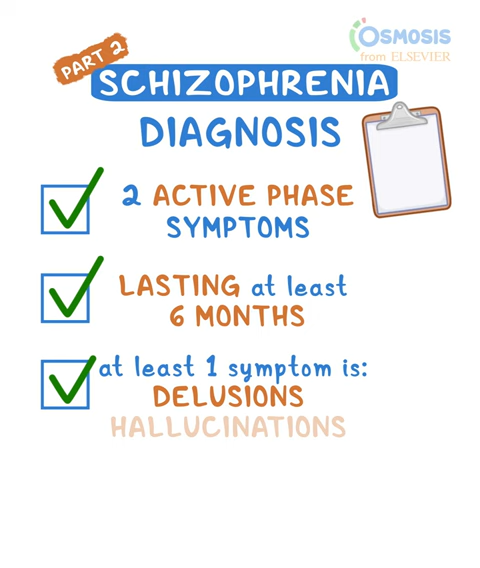 OSMOSIS
from ELSEVIER
PART 2
SCHIZOPHRENIA
DIAGNOSIS
2 ACTIVE PHASE
SYMPTOMS
LASTING at least
6 MONTHS
at least 1 symptom is:
DELUSIONS
HALLUCINATIONS